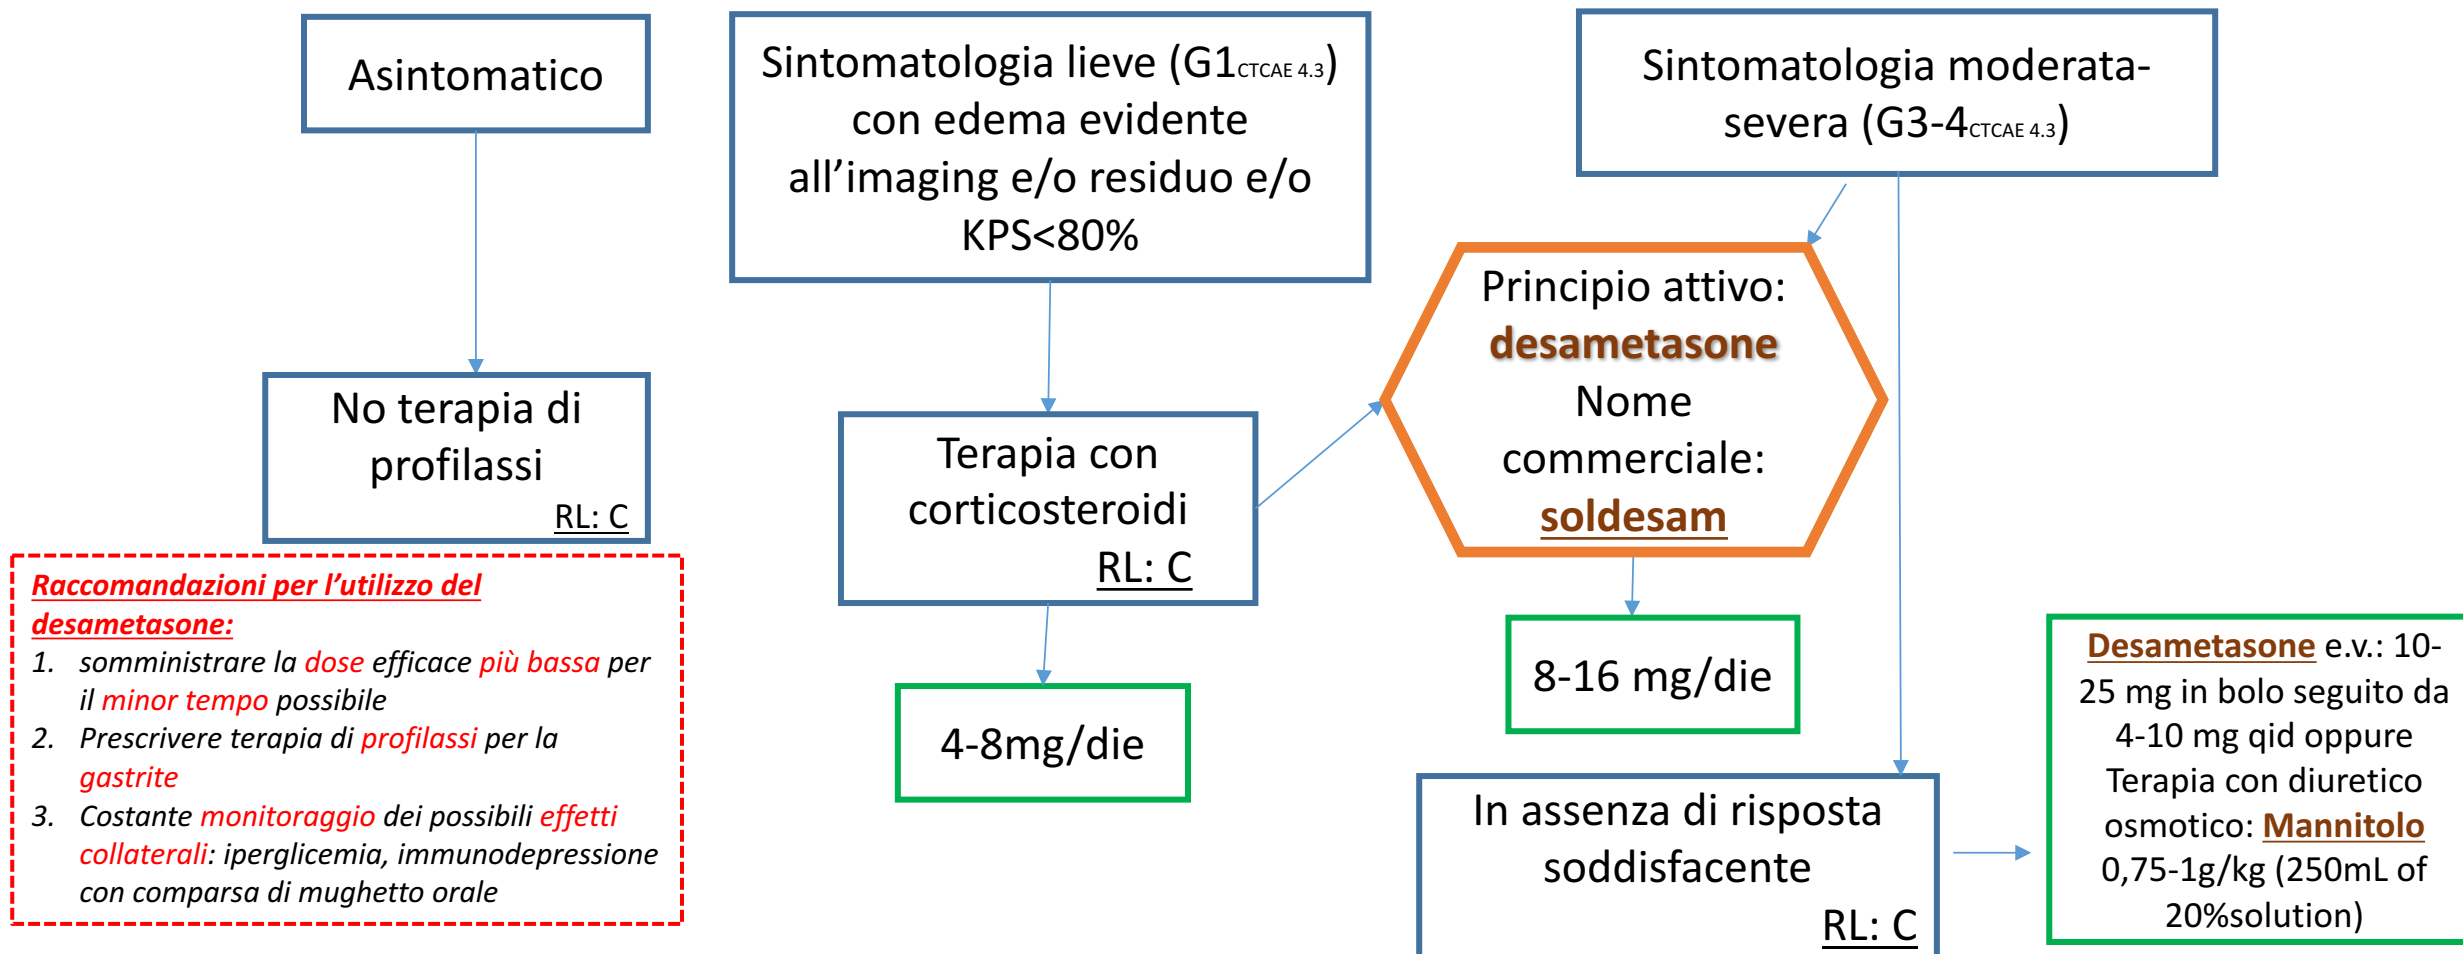 Asintomatico
No terapia di
profilassi
RL: C
Raccomandazioni per l’utilizzo del
desametasone:
1. somministrare la dose efficace più bassa per
il minor tempo possibile
2. Prescrivere terapia di profilassi per la
gastrite
3. Costante monitoraggio dei possibili effetti
collaterali: iperglicemia, immunodepressione
con comparsa di mughetto orale
Sintomatologia lieve (G1CTCAE 4.3)
con edema evidente
all’imaging e/o residuo e/o
KPS<80%
Terapia con
corticosteroidi
RL: C
4-8mg/die
Sintomatologia moderata-
severa (G3-4CTCAE 4.3)
Principio attivo:
desametasone
Nome
commerciale:
soldesam
8-16 mg/die
In assenza di risposta
soddisfacente
RL: C
Desametasone e.v.: 10-
25 mg in bolo seguito da
4-10 mg qid oppure
Terapia con diuretico
osmotico: Mannitolo
0,75-1g/kg (250mL of
20%solution)